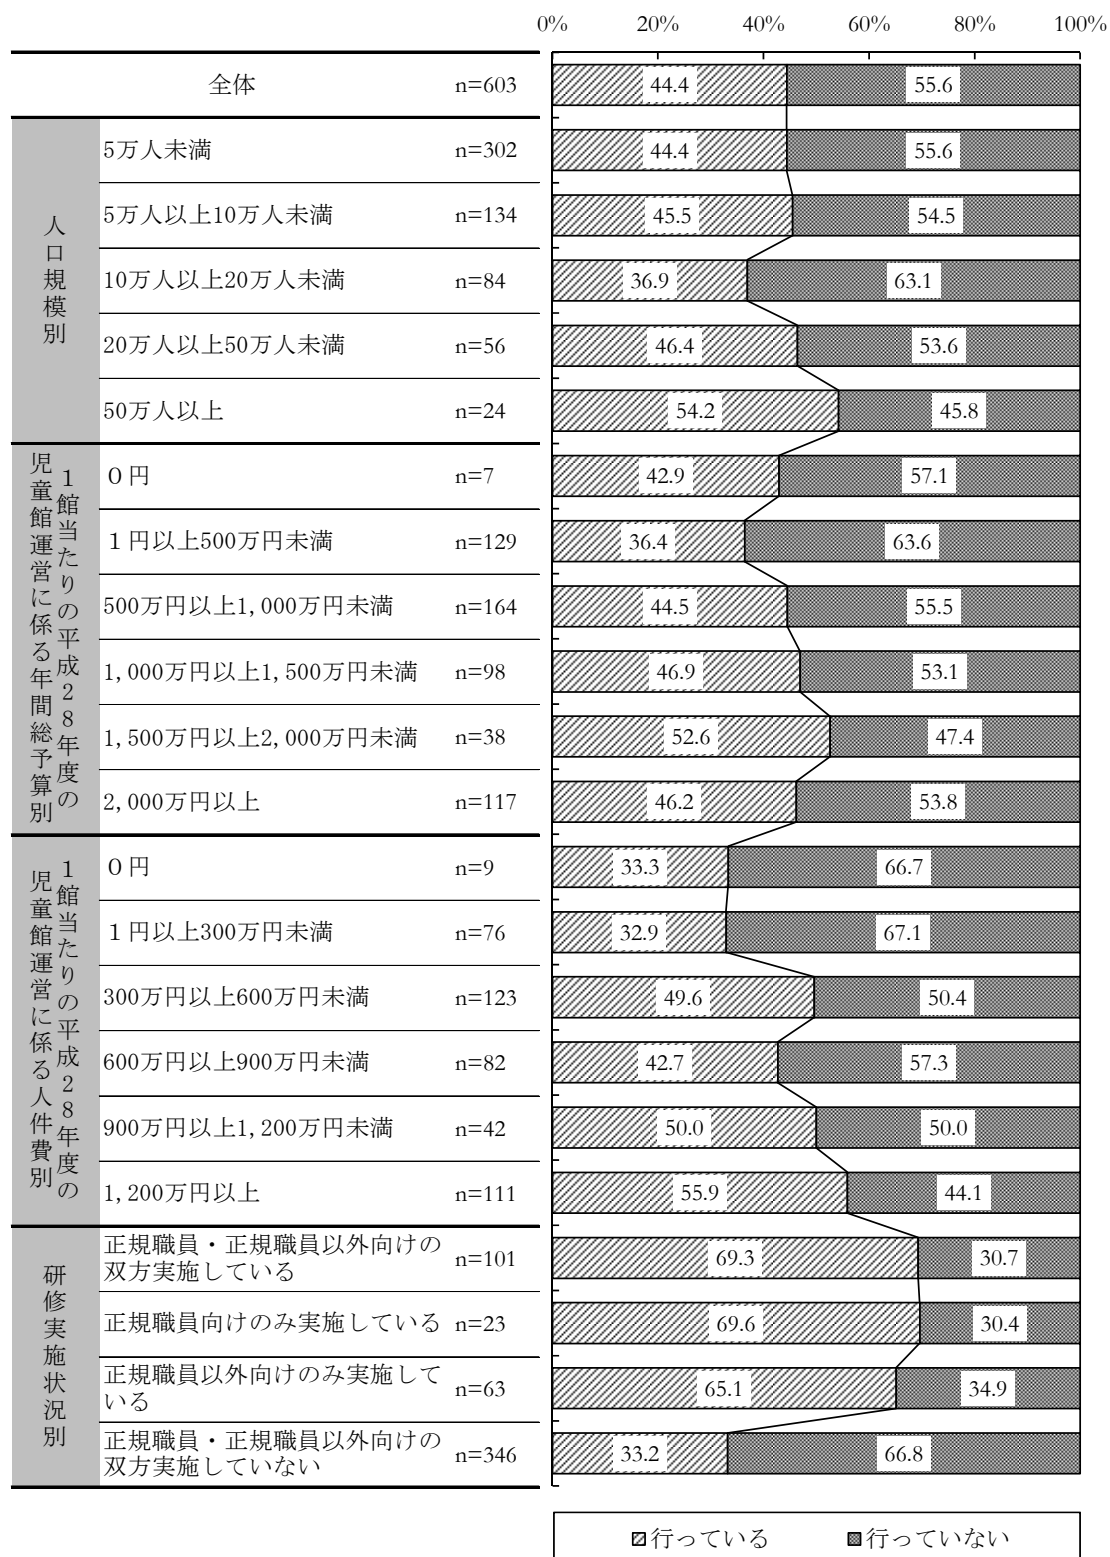 0% 20% 40% 60% 80% 100%
全体 n=603 44.4 55.6
人口規模別
5万人未満 n=302 44.4 55.6
5万人以上10万人未満 n=134 45.5 54.5
10万人以上20万人未満 n=84 36.9 63.1
20万人以上50万人未満 n=56 46.4 53.6
50万人以上 n=24 54.2 45.8
1館当たりの平成28年度の
児童館運営に係る年間総予算別
0円 n=7 42.9 57.1
1円以上500万円未満 n=129 36.4 63.6
500万円以上1,000万円未満 n=164 44.5 55.5
1,000万円以上1,500万円未満 n=98 46.9 53.1
1,500万円以上2,000万円未満 n=38 52.6 47.4
2,000万円以上 n=117 46.2 53.8
1館当たりの平成28年度の
児童館運営に係る人件費別
0円 n=9 33.3 66.7
1円以上300万円未満 n=76 32.9 67.1
300万円以上600万円未満 n=123 49.6 50.4
600万円以上900万円未満 n=82 42.7 57.3
900万円以上1,200万円未満 n=42 50.0 50.0
1,200万円以上 n=111 55.9 44.1
研修実施状況別
正規職員・正規職員以外向けの
双方実施している n=101 69.3 30.7
正規職員向けのみ実施している n=23 69.6 30.4
正規職員以外向けのみ実施して
いる n=63 65.1 34.9
正規職員・正規職員以外向けの
双方実施していない n=346 33.2 66.8
行っている 行っていない